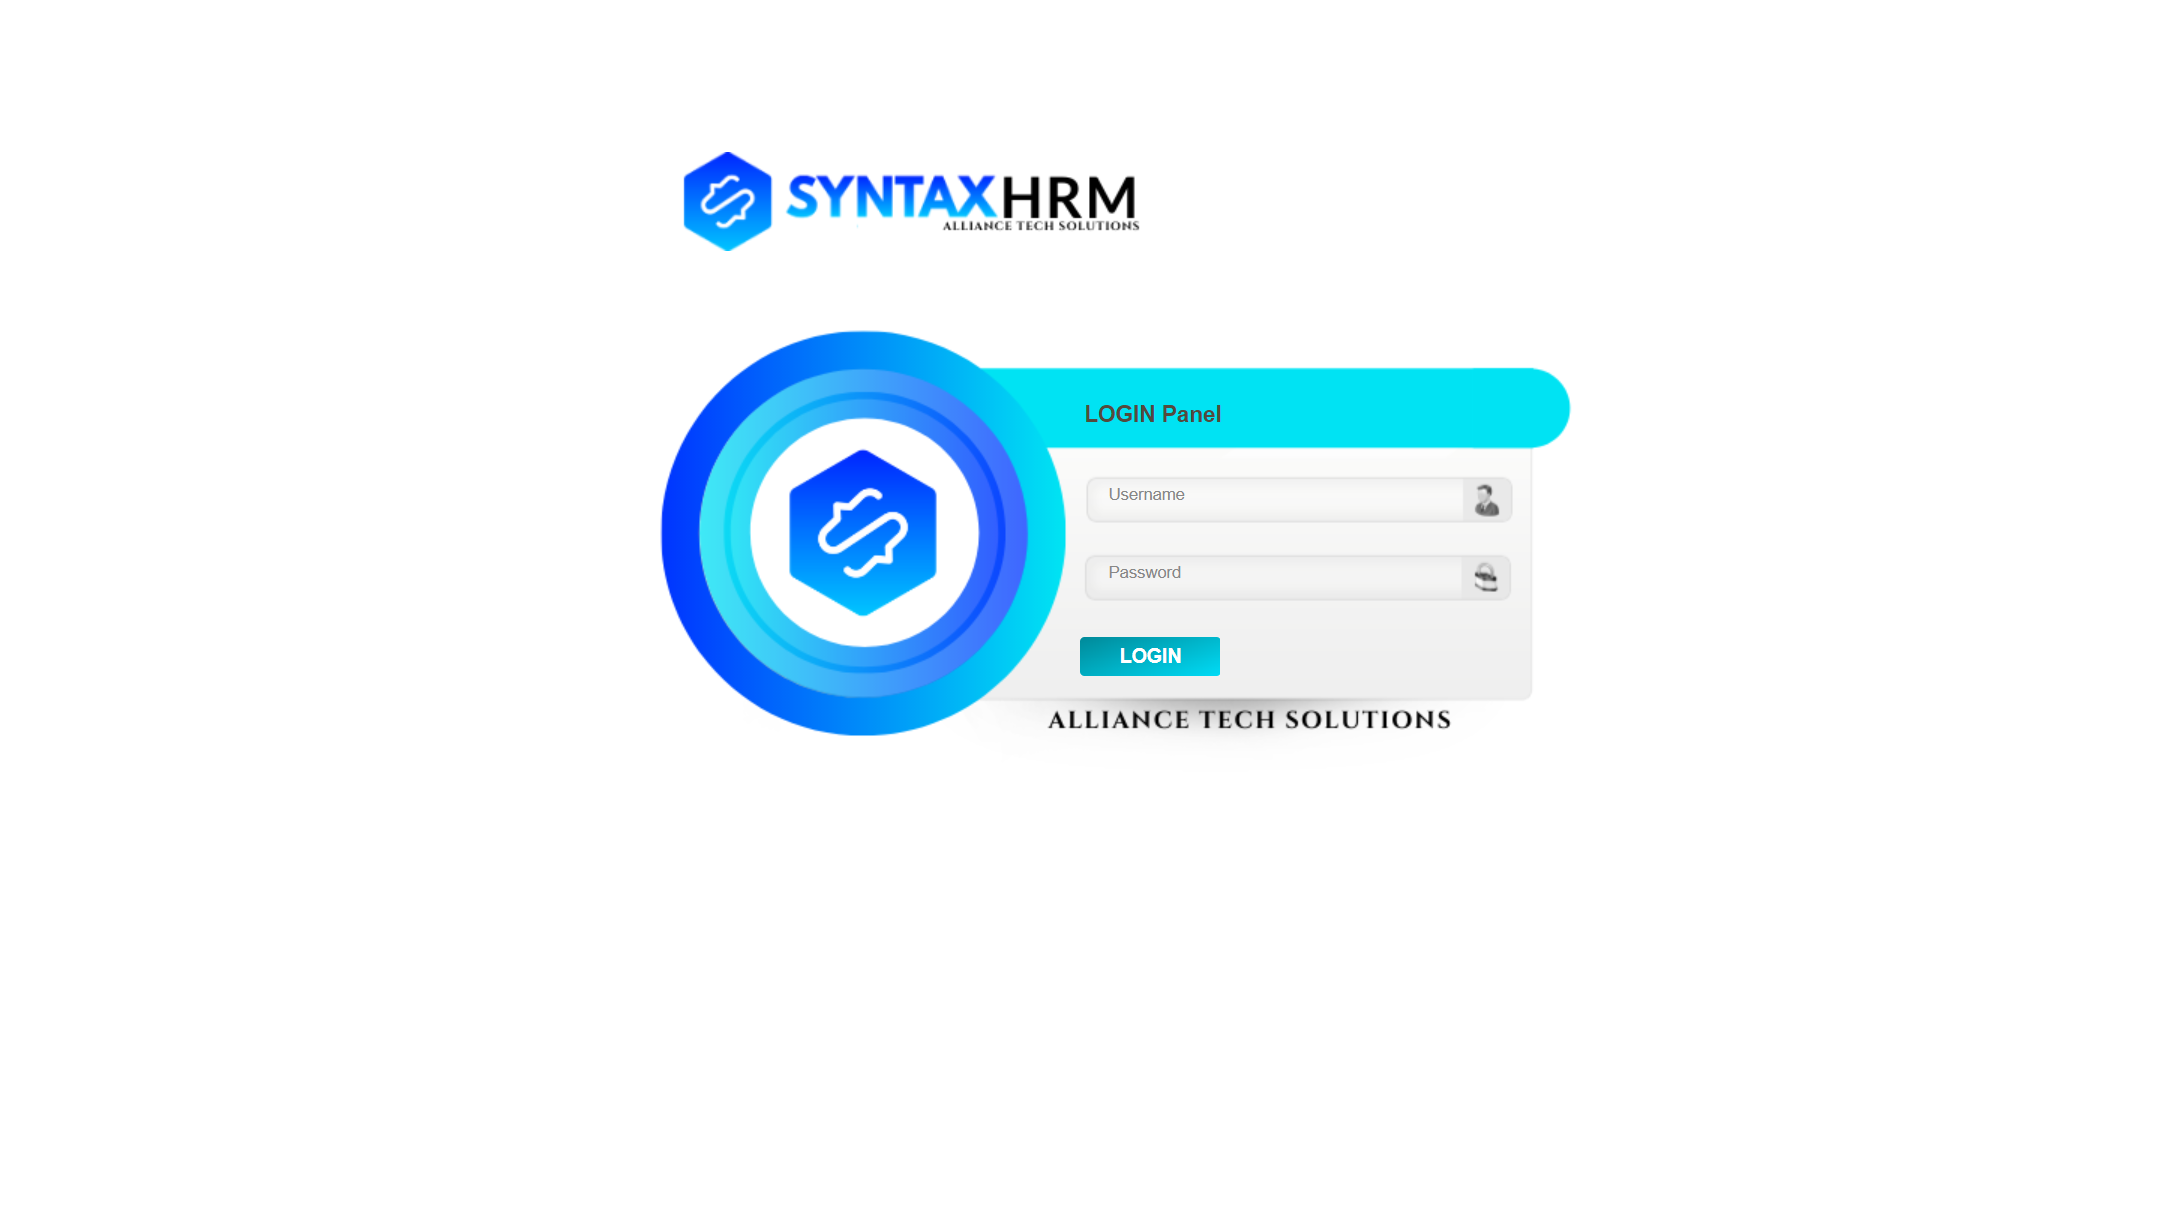 SYNTAXHRM
ALLIANCE TECH SOLUTIONS
LOGIN Panel
Username
Password
LOGIN
ALLIANCE TECH SOLUTIONS